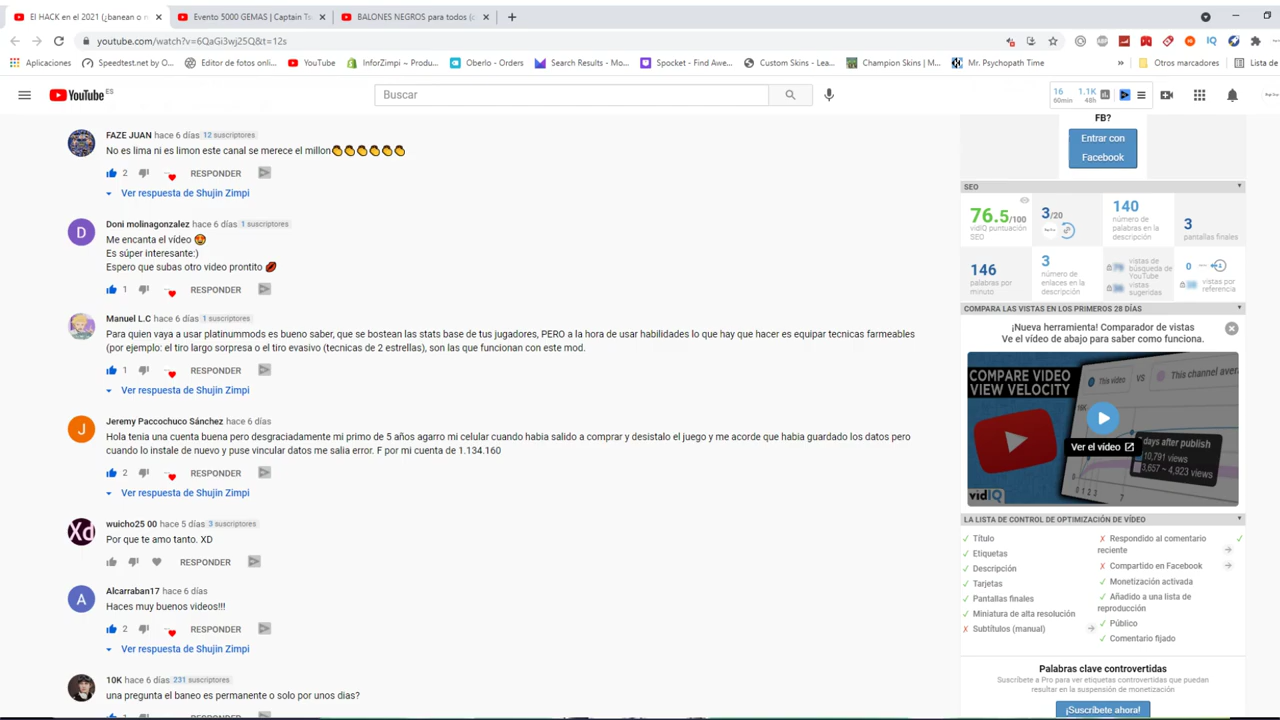 El HACK en el 2021 (¿banean o n
Evento 5000 GEMAS | Captain Ts
BALONES NEGROS para todos (
youtube.com/watch?v=6QaGi3wj25Q&t=12s
Aplicaciones
Speedtest.net by O...
Editor de fotos onli...
YouTube
InforZimpi ~ Produ...
Oberlo - Orders
Search Results - Mo...
Spocket - Find Awe...
Custom Skins - Lea...
Champion Skins | M...
Mr. Psychopath Time
»
Otros marcadores
Lista de
YouTube ES
Buscar
16 60min
1.1K 48h
FAZE JUAN hace 6 días 12 suscriptores
No es lima ni es limon este canal se merece el millon👏👏👏👏👏👏
2 RESPONDER
Ver respuesta de Shujin Zimpi
D
Doni molinagonzalez hace 6 días 1 suscriptores
Me encanta el vídeo 😍
Es súper interesante:)
Espero que subas otro video prontito 💋
1 RESPONDER
Manuel L.C hace 6 días 1 suscriptores
Para quien vaya a usar platinummods es bueno saber, que se bostean las stats base de tus jugadores, PERO a la hora de usar habilidades lo que hay que hacer es equipar tecnicas farmeables
(por ejemplo: el tiro largo sorpresa o el tiro evasivo (tecnicas de 2 estrellas), son las que funcionan con este mod.
1 RESPONDER
Ver respuesta de Shujin Zimpi
J
Jeremy Paccochuco Sánchez hace 6 días
Hola tenia una cuenta buena pero desgraciadamente mi primo de 5 años agarro mi celular cuando habia salido a comprar y desistalo el juego y me acorde que habia guardado los datos pero
cuando lo instale de nuevo y puse vincular datos me salia error. F por mi cuenta de 1.134.160
2 RESPONDER
Ver respuesta de Shujin Zimpi
Xd
wuicho25 00 hace 5 días 3 suscriptores
Por que te amo tanto. XD
RESPONDER
A
Alcarraban17 hace 6 días
Haces muy buenos videos!!!
2 RESPONDER
Ver respuesta de Shujin Zimpi
10K hace 6 días 231 suscriptores
una pregunta el baneo es permanente o solo por unos dias?
FB?
Entrar con
Facebook
SEO
76.5/100
vidIQ puntuación
SEO
3/20
140
número de
palabras en la
descripción
3
pantallas finales
146
palabras por
minuto
3
número de
enlaces en la
descripción
vistas de
búsqueda de
YouTube
vistas
sugeridas
0
vistas por
referencia
COMPARA LAS VISTAS EN LOS PRIMEROS 28 DÍAS
¡Nueva herramienta! Comparador de vistas
Ve el vídeo de abajo para saber como funciona.
COMPARE VIDEO
VIEW VELOCITY
This video
VS
This channel aver
16K
Ver el vídeo
7 days after publish
10,791 views
3,657 ~ 4,923 views
0 1 2 3
7
vidIQ
LA LISTA DE CONTROL DE OPTIMIZACIÓN DE VÍDEO
✓ Título
✓ Etiquetas
✓ Descripción
✓ Tarjetas
✓ Pantallas finales
✓ Miniatura de alta resolución
✗ Subtítulos (manual)
✗ Respondido al comentario
reciente
✗ Compartido en Facebook
✓ Monetización activada
✓ Añadido a una lista de
reproducción
✓ Público
✓ Comentario fijado
Palabras clave controvertidas
Suscríbete a Pro para ver etiquetas controvertidas que puedan
resultar en la suspensión de monetización
¡Suscríbete ahora!